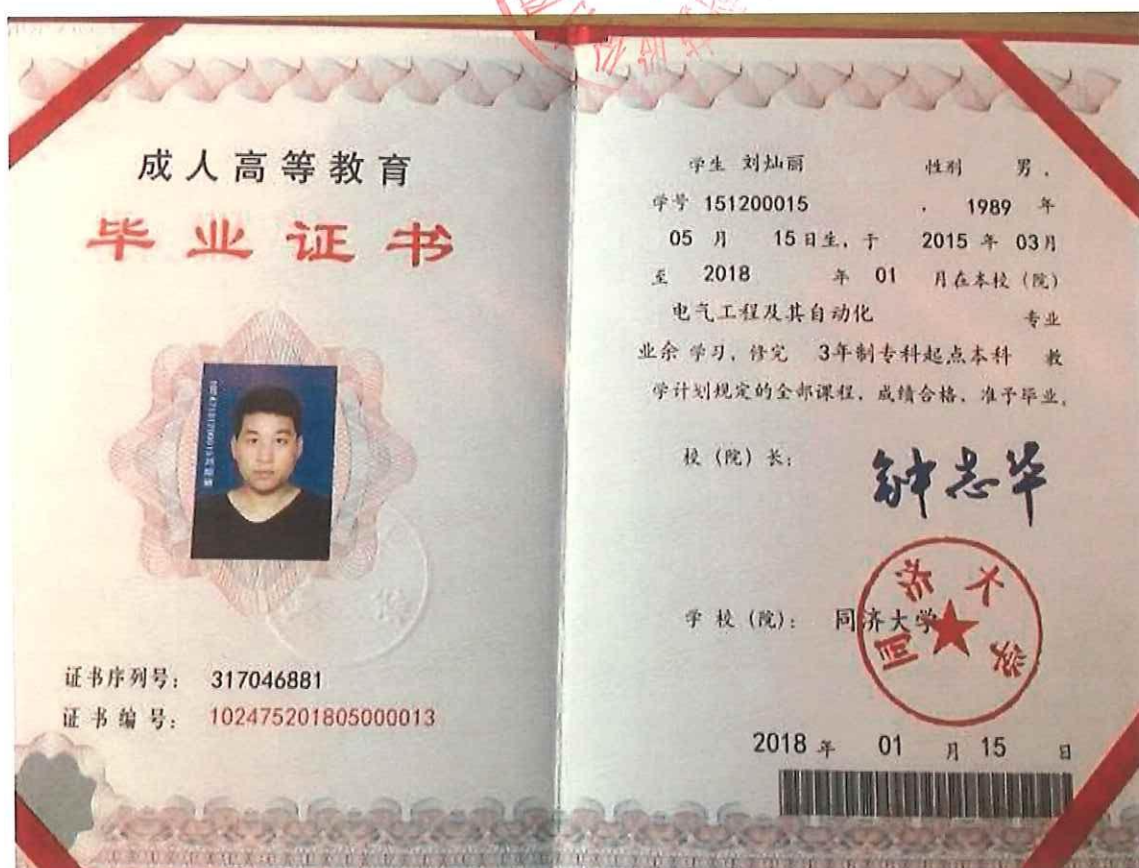 成人高等教育
毕业证书
证书序列号: 317046881
证书编号: 102475201805000013
学生 刘灿丽 性别 男,
学号 151200015 , 1989 年
05 月 15日生, 于 2015 年 03月
至 2018 年 01 月在本校 (院)
电气工程及其自动化 专业
业余 学习, 修完 3年制专科起点本科 教
学计划规定的全部课程, 成绩合格, 准予毕业。
校 (院) 长: 钟志华
学校 (院): 同济大学
同济大学
2018 年 01 月 15 日